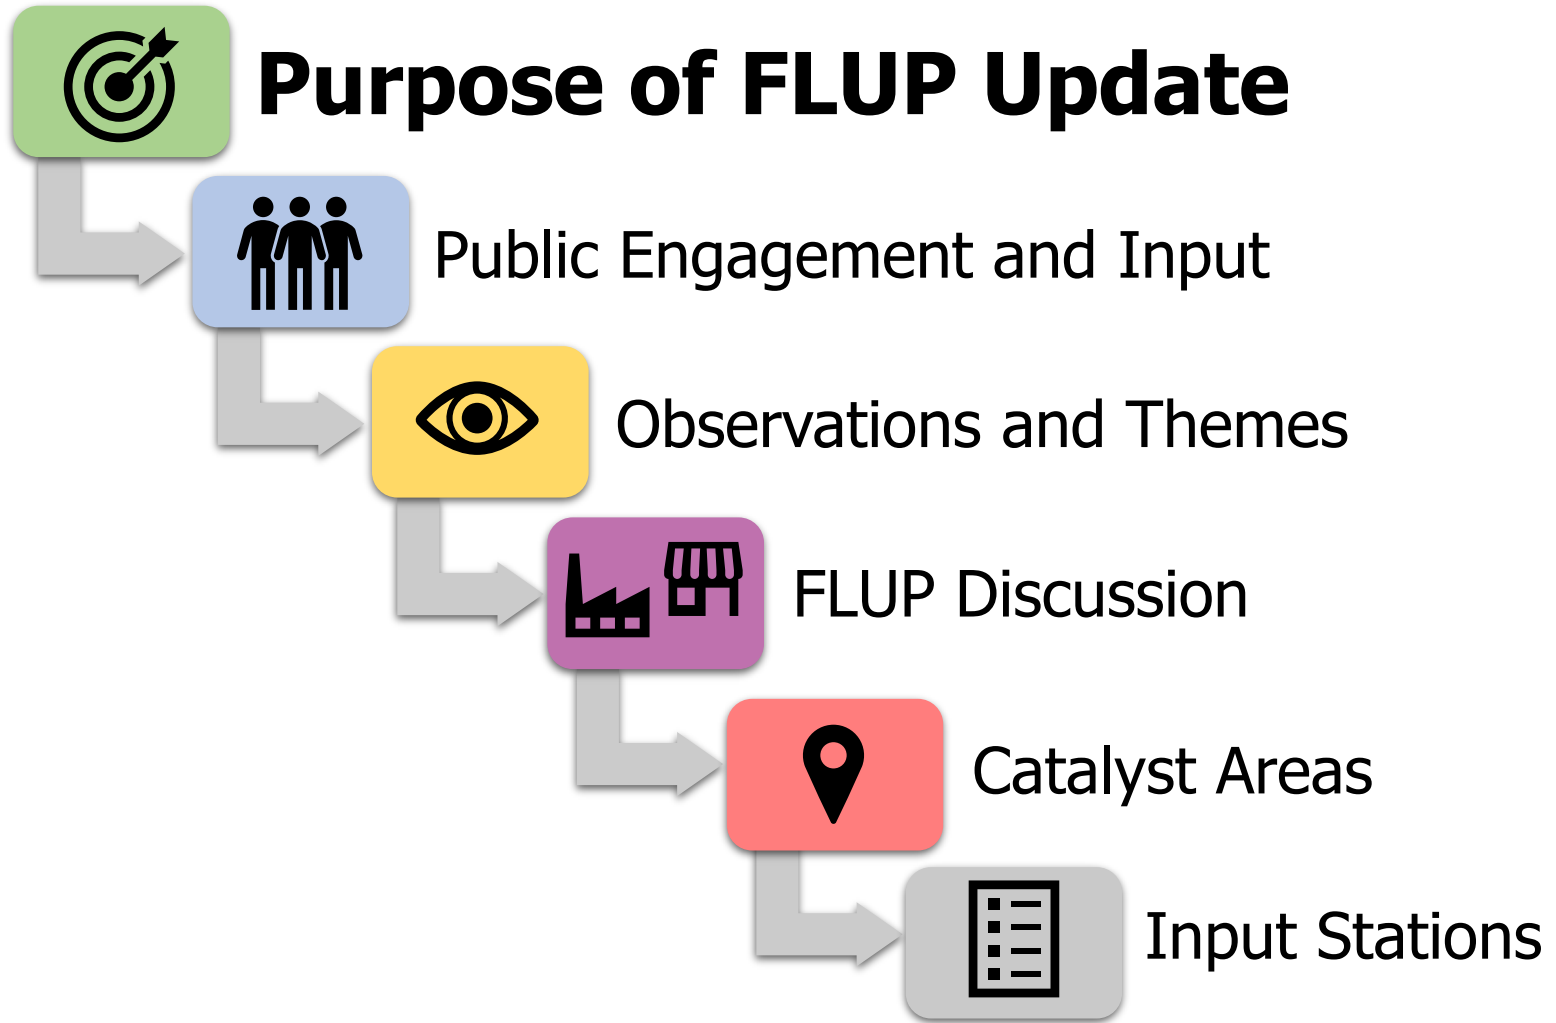 Purpose of FLUP Update
Public Engagement and Input
Observations and Themes
FLUP Discussion
Catalyst Areas
Input Stations